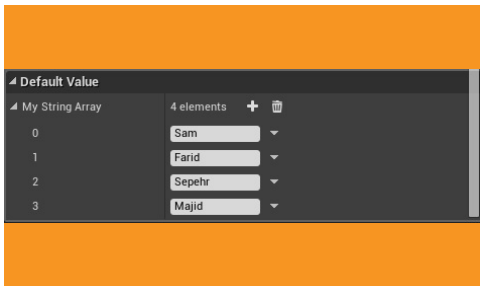 Default Value
My String Array 4 elements
0 Sam
1 Farid
2 Sepehr
3 Majid